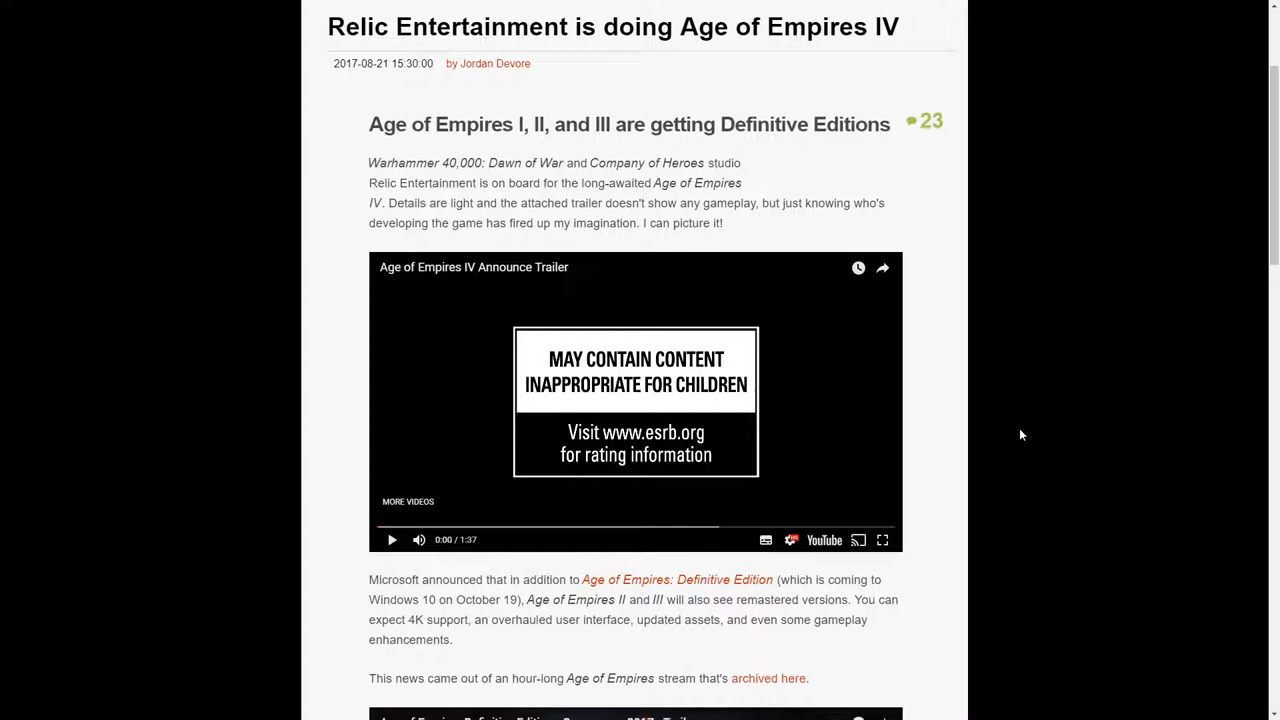 Relic Entertainment is doing Age of Empires IV
2017-08-21 15:30:00 by Jordan Devore
Age of Empires I, II, and III are getting Definitive Editions 23
Warhammer 40,000: Dawn of War and Company of Heroes studio
Relic Entertainment is on board for the long-awaited Age of Empires
IV. Details are light and the attached trailer doesn't show any gameplay, but just knowing who's
developing the game has fired up my imagination. I can picture it!
Age of Empires IV Announce Trailer
MAY CONTAIN CONTENT
INAPPROPRIATE FOR CHILDREN
Visit www.esrb.org
for rating information
MORE VIDEOS
0:00 / 1:37 YouTube
Microsoft announced that in addition to Age of Empires: Definitive Edition (which is coming to
Windows 10 on October 19), Age of Empires II and III will also see remastered versions. You can
expect 4K support, an overhauled user interface, updated assets, and even some gameplay
enhancements.
This news came out of an hour-long Age of Empires stream that's archived here.